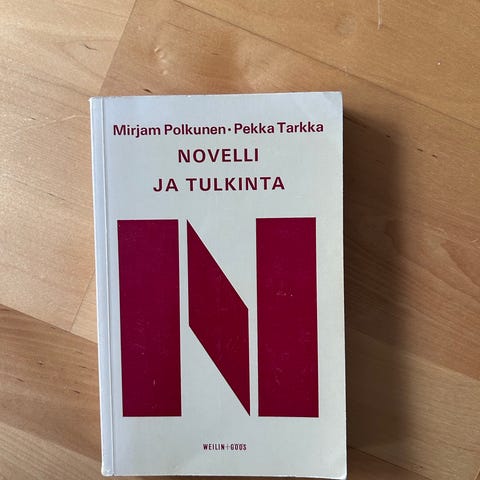 Mirjam Polkunen · Pekka Tarkka
NOVELLI
JA TULKINTA
N
WEILIN+GÖÖS